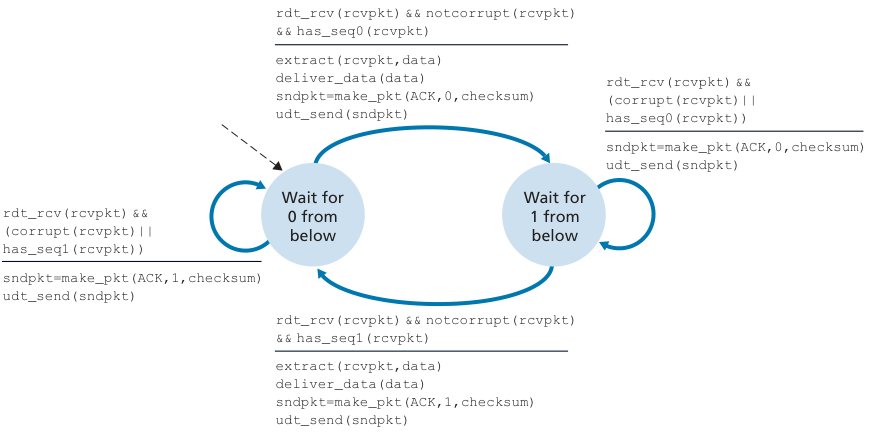 rdt_rcv(rcvpkt) && notcorrupt(rcvpkt)
&& has_seq0(rcvpkt)
extract(rcvpkt,data)
deliver_data(data)
sndpkt=make_pkt(ACK,0,checksum)
udt_send(sndpkt)
rdt_rcv(rcvpkt) &&
(corrupt(rcvpkt)||
has_seq0(rcvpkt))
sndpkt=make_pkt(ACK,0,checksum)
udt_send(sndpkt)
Wait for
0 from
below
Wait for
1 from
below
rdt_rcv(rcvpkt) &&
(corrupt(rcvpkt)||
has_seq1(rcvpkt))
sndpkt=make_pkt(ACK,1,checksum)
udt_send(sndpkt)
rdt_rcv(rcvpkt) && notcorrupt(rcvpkt)
&& has_seq1(rcvpkt)
extract(rcvpkt,data)
deliver_data(data)
sndpkt=make_pkt(ACK,1,checksum)
udt_send(sndpkt)